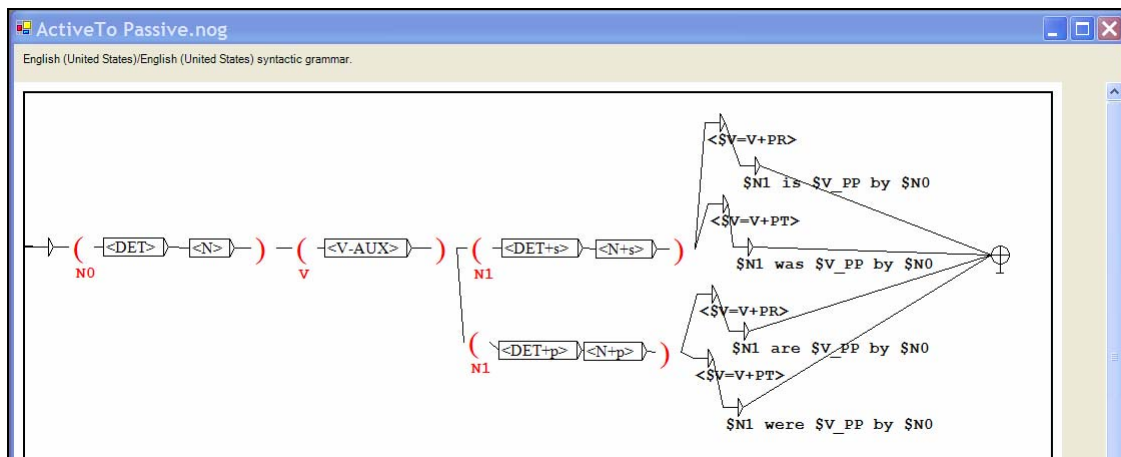 ActiveTo Passive.nog
English (United States)/English (United States) syntactic grammar.
<$V=V+PR>
$N1 is $V_PP by $N0
<$V=V+PT>
( <DET> <N> ) ( <V-AUX> ) ( <DET+s> <N+s> )
N0 V N1
$N1 was $V_PP by $N0
<$V=V+PR>
( <DET+p> <N+p> )
N1
$N1 are $V_PP by $N0
<$V=V+PT>
$N1 were $V_PP by $N0